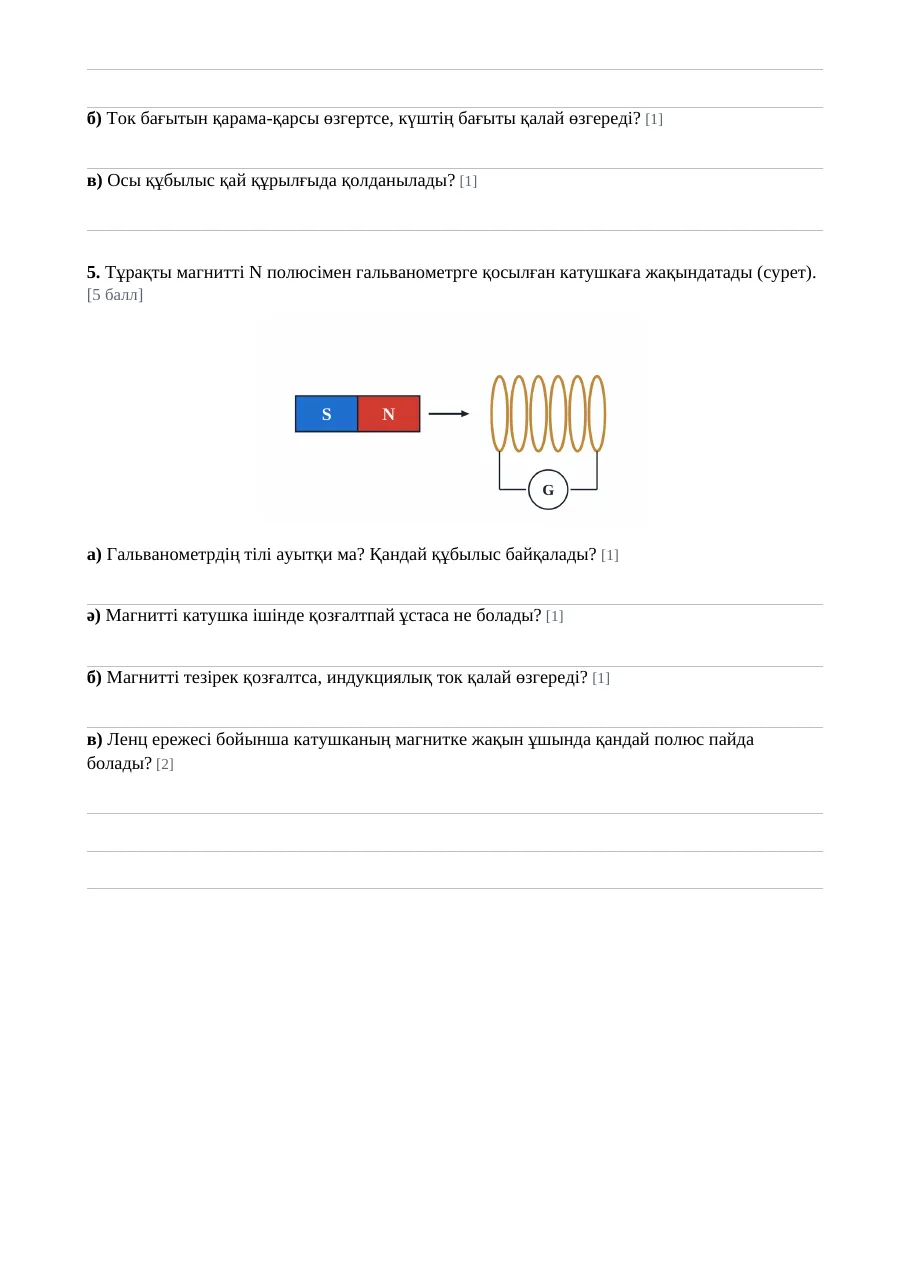 б) Ток бағытын қарама-қарсы өзгертсе, күштің бағыты қалай өзгереді? [1]
в) Осы құбылыс қай құрылғыда қолданылады? [1]
5. Тұрақты магнитті N полюсімен гальванометрге қосылған катушкаға жақындатады (сурет).
[5 балл]
S N
G
а) Гальванометрдің тілі ауытқи ма? Қандай құбылыс байқалады? [1]
ә) Магнитті катушка ішінде қозғалтпай ұстаса не болады? [1]
б) Магнитті тезірек қозғалтса, индукциялық ток қалай өзгереді? [1]
в) Ленц ережесі бойынша катушканың магнитке жақын ұшында қандай полюс пайда
болады? [2]